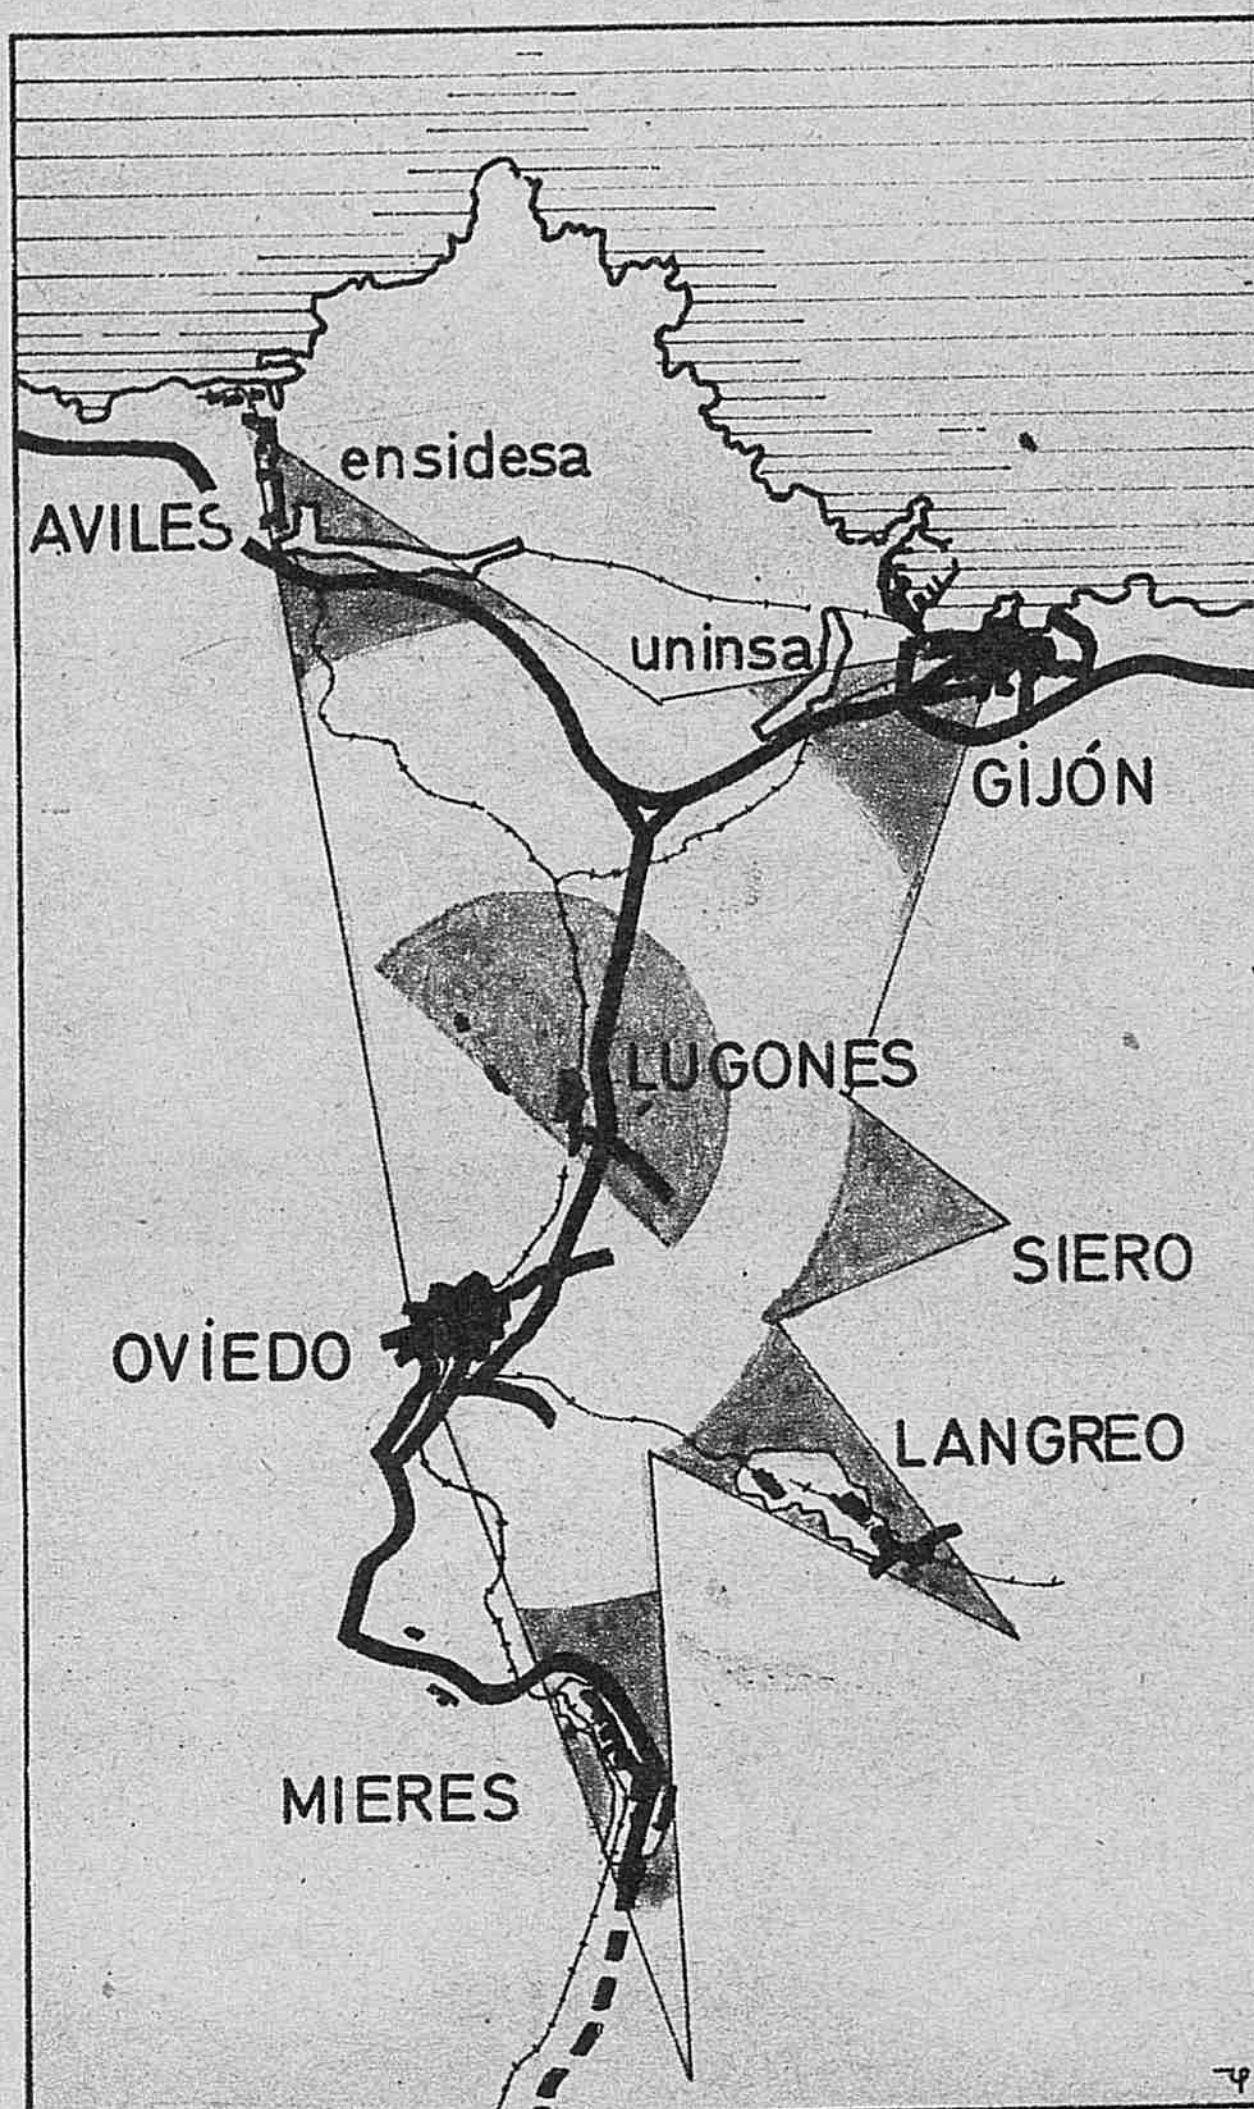 ensidesa
AVILES
uninsa
GIJÓN
LUGONES
SIERO
OVIEDO
LANGREO
MIERES